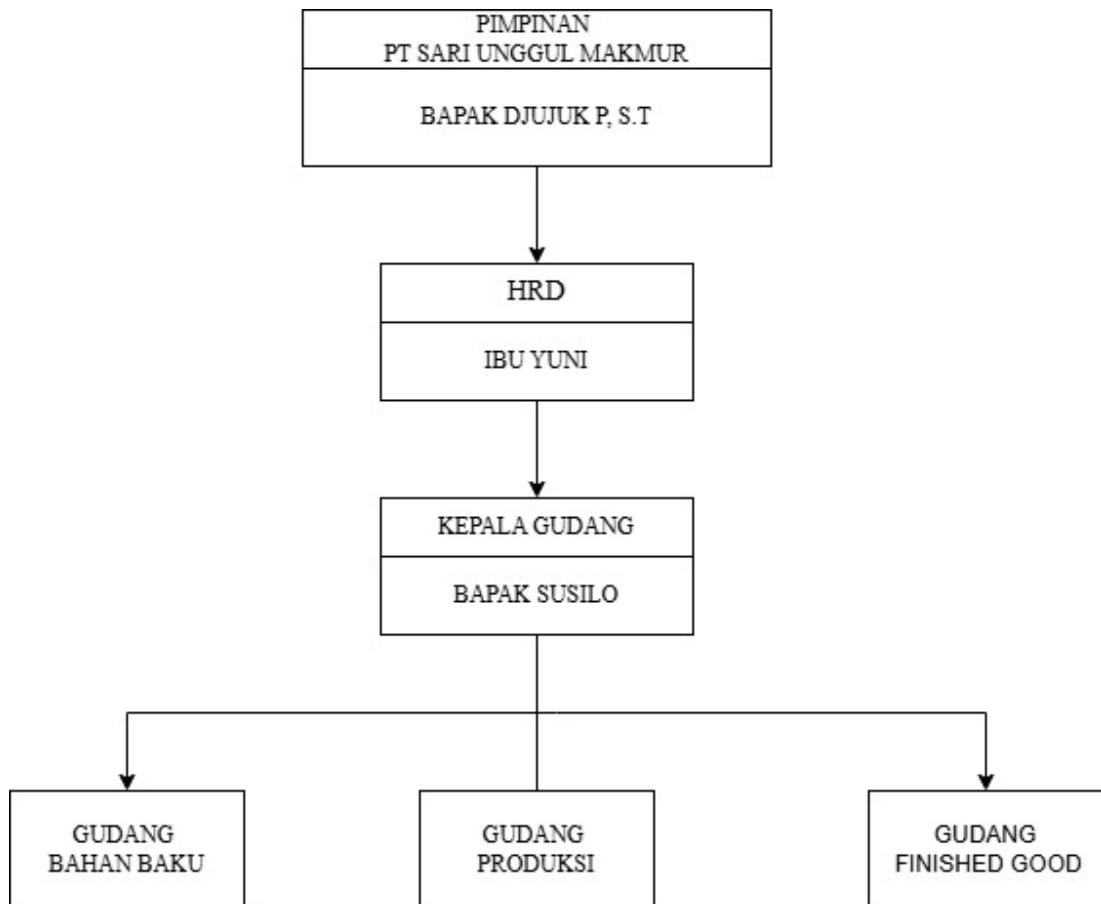 PIMPINAN
PT SARI UNGGUL MAKMUR
BAPAK DJUJUK P, S.T
HRD
IBU YUNI
KEPALA GUDANG
BAPAK SUSILO
GUDANG
BAHAN BAKU
GUDANG
PRODUKSI
GUDANG
FINISHED GOOD